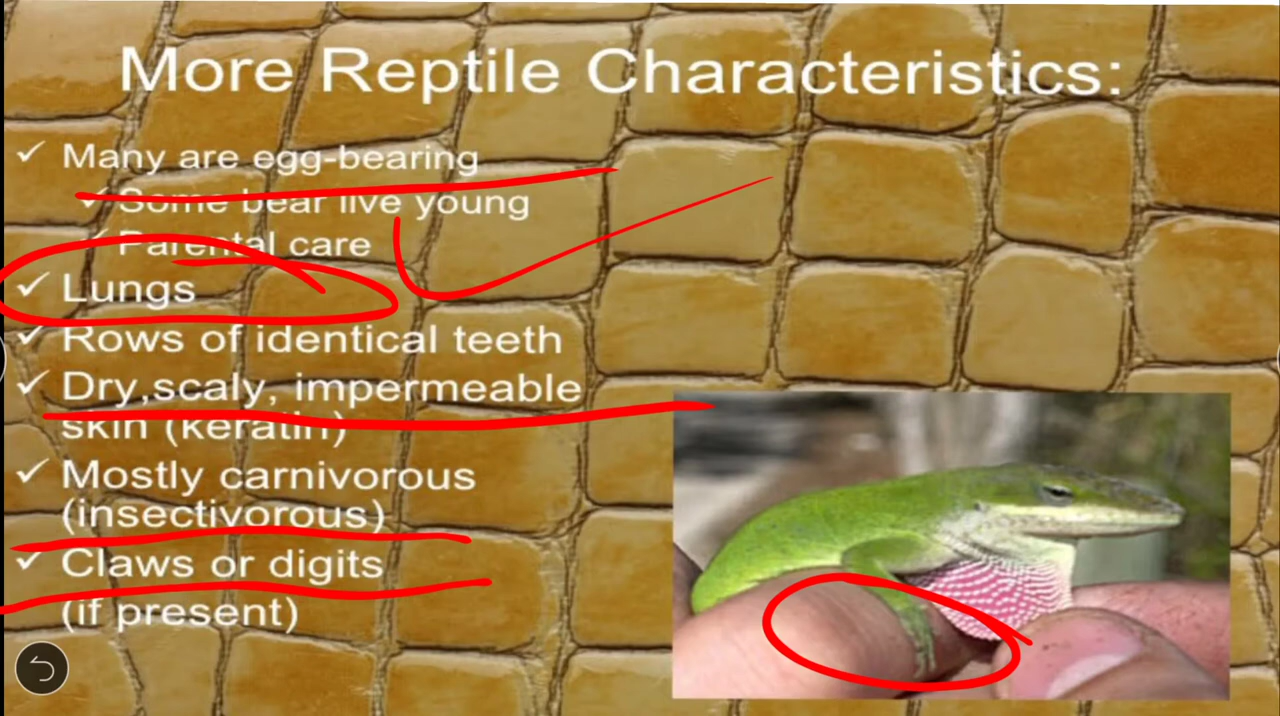 More Reptile Characteristics:
✓ Many are egg-bearing
✓ Some bear live young
✓ Parental care
✓ Lungs
✓ Rows of identical teeth
✓ Dry,scaly, impermeable
skin (keratin)
✓ Mostly carnivorous
(insectivorous)
✓ Claws or digits
(if present)